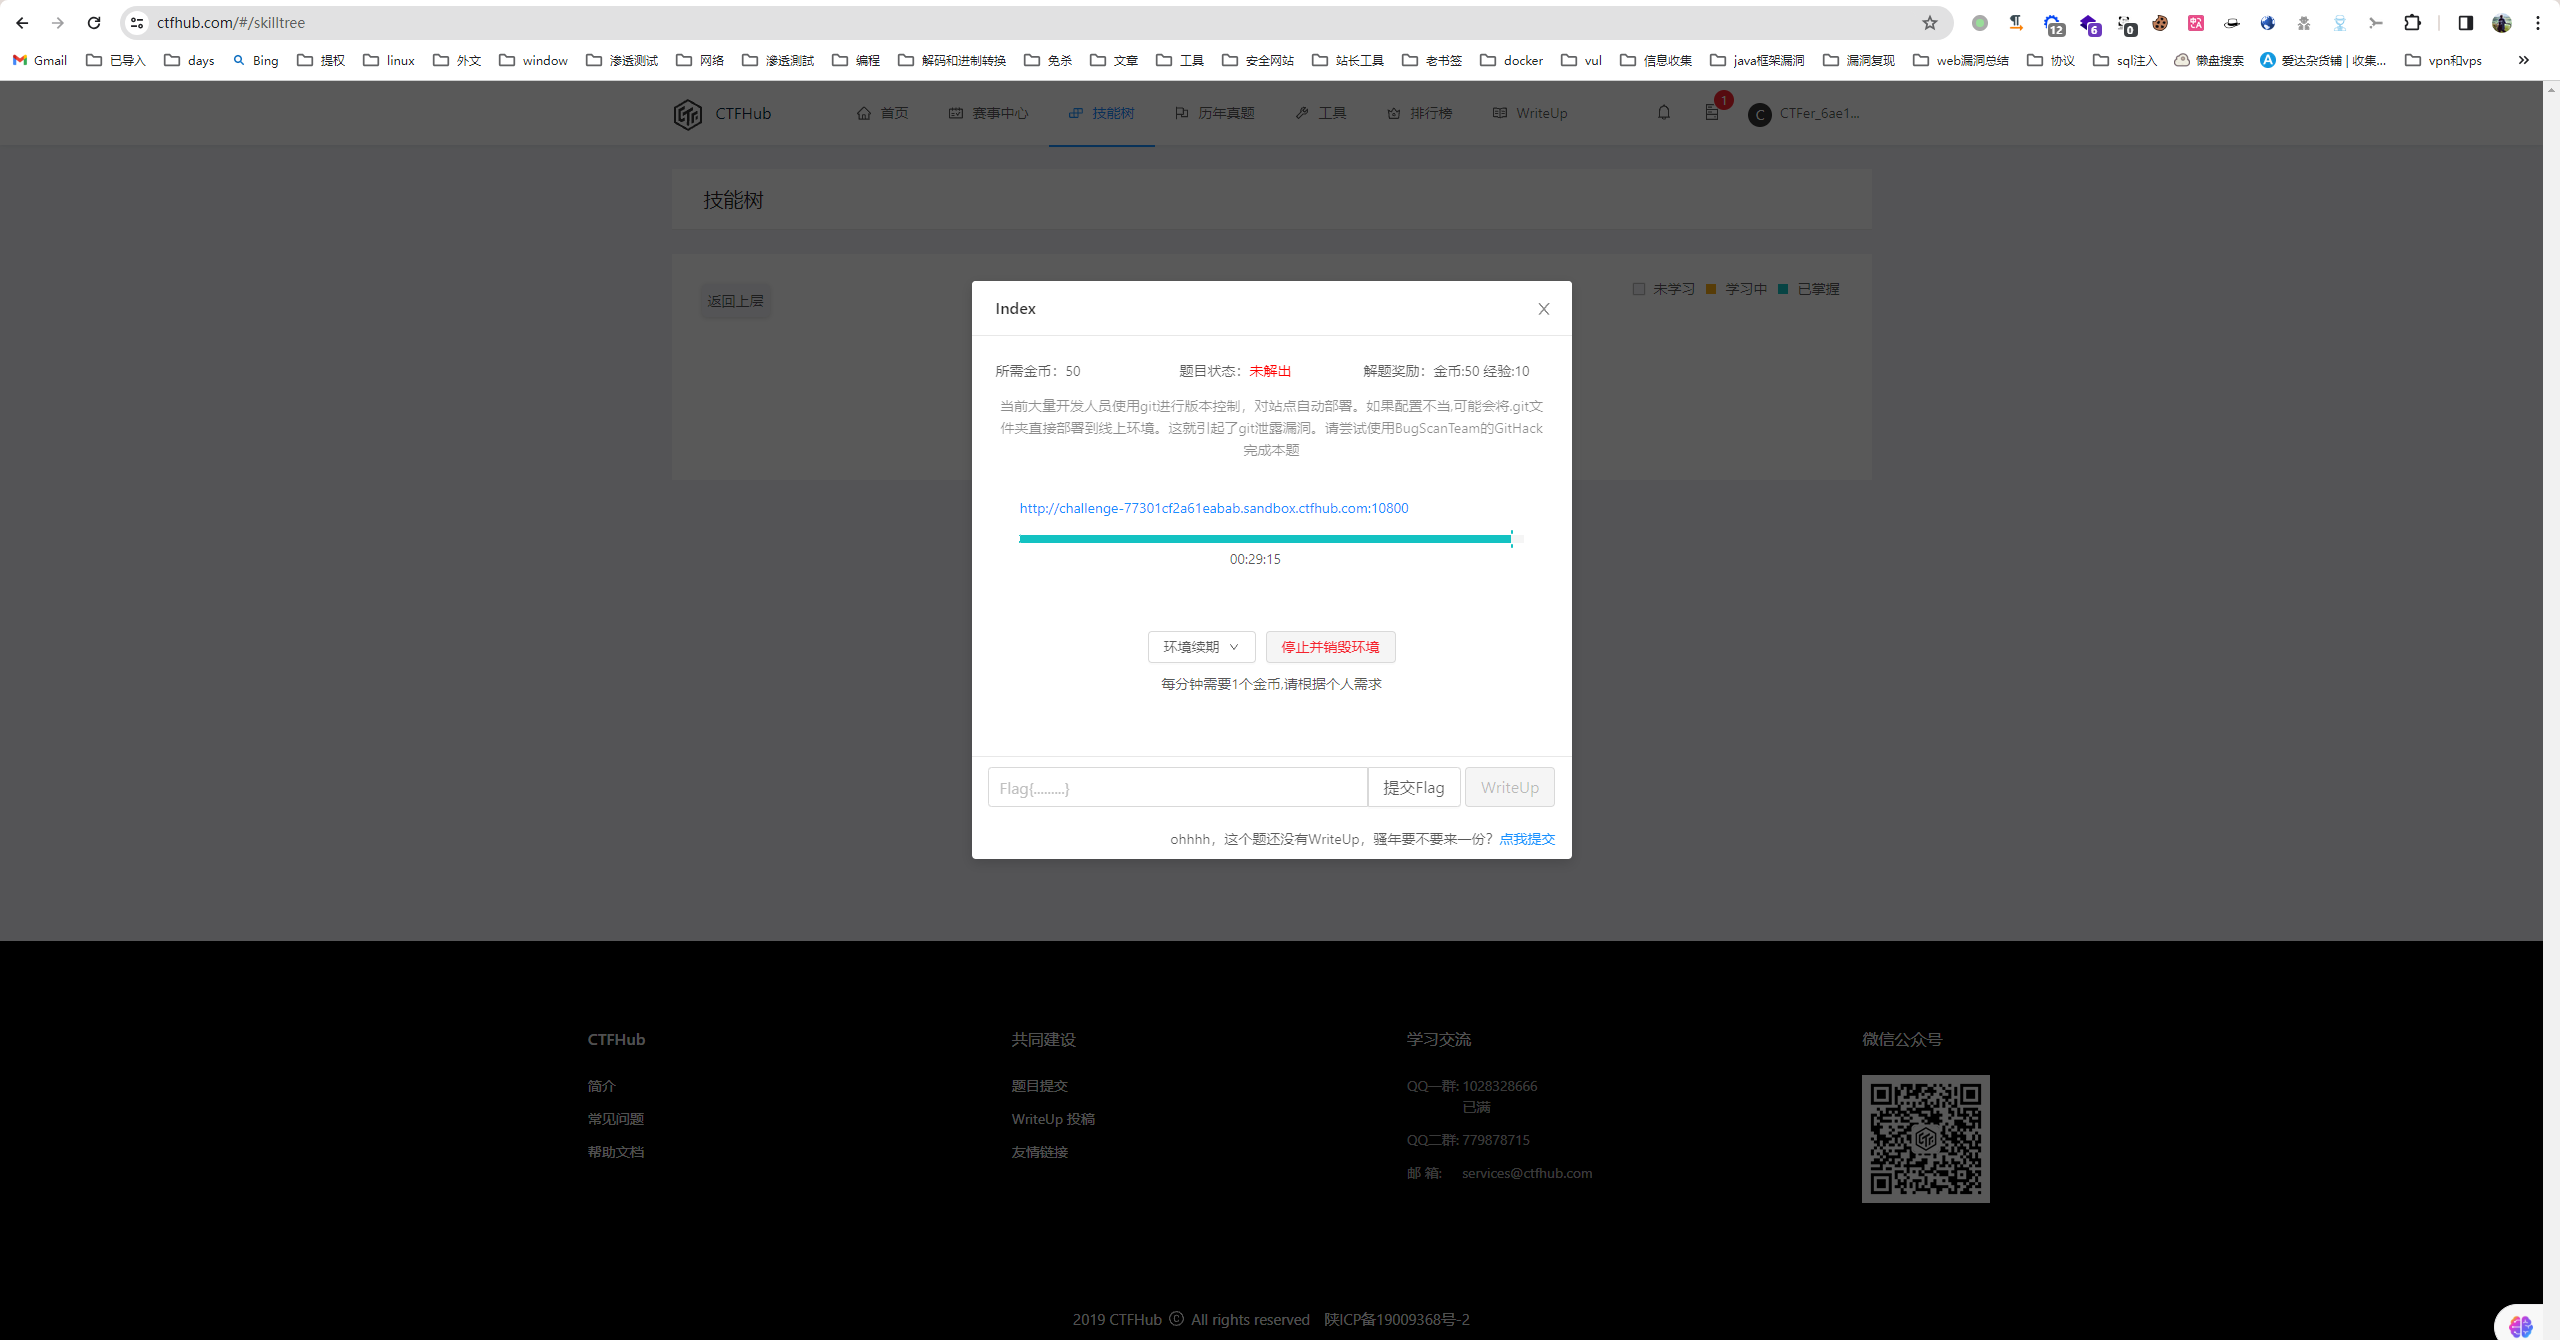 ctfhub.com/#/skilltree
12 6 0
Gmail 已导入 days Bing 提权 linux 外文 window 渗透测试 网络 滲透測試 编程 解码和进制转换 免杀 文章 工具 安全网站 站长工具 老书签 docker vul 信息收集 java框架漏洞 漏洞复现 web漏洞总结 协议 sql注入 懒盘搜索 爱达杂货铺 | 收集... vpn和vps
CTFHub 首页 赛事中心 技能树 历年真题 工具 排行榜 WriteUp 1 C CTFer_6ae1...
技能树
返回上层
未学习 学习中 已掌握
Index
所需金币：50 题目状态：未解出 解题奖励：金币:50 经验:10
当前大量开发人员使用git进行版本控制，对站点自动部署。如果配置不当,可能会将.git文
件夹直接部署到线上环境。这就引起了git泄露漏洞。请尝试使用BugScanTeam的GitHack
完成本题
http://challenge-77301cf2a61eabab.sandbox.ctfhub.com:10800
00:29:15
环境续期 停止并销毁环境
每分钟需要1个金币,请根据个人需求
Flag{.........} 提交Flag WriteUp
ohhhh，这个题还没有WriteUp，骚年要不要来一份？点我提交
CTFHub
简介
常见问题
帮助文档
共同建设
题目提交
WriteUp 投稿
友情链接
学习交流
QQ一群: 1028328666
已满
QQ二群: 779878715
邮 箱: services@ctfhub.com
微信公众号
2019 CTFHub © All rights reserved 陕ICP备19009368号-2